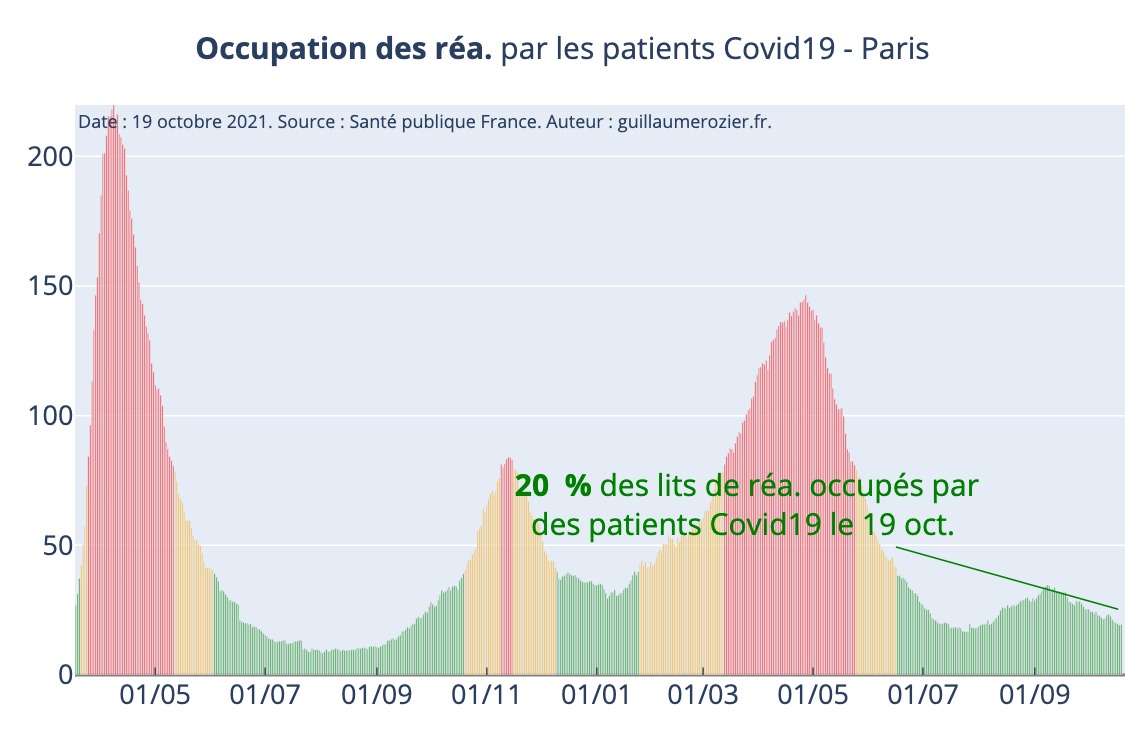 Occupation des réa. par les patients Covid19 - Paris
Date : 19 octobre 2021. Source : Santé publique France. Auteur : guillaumerozier.fr.
200
150
100
20 % des lits de réa. occupés par
des patients Covid19 le 19 oct.
50
0
01/05 01/07 01/09 01/11 01/01 01/03 01/05 01/07 01/09